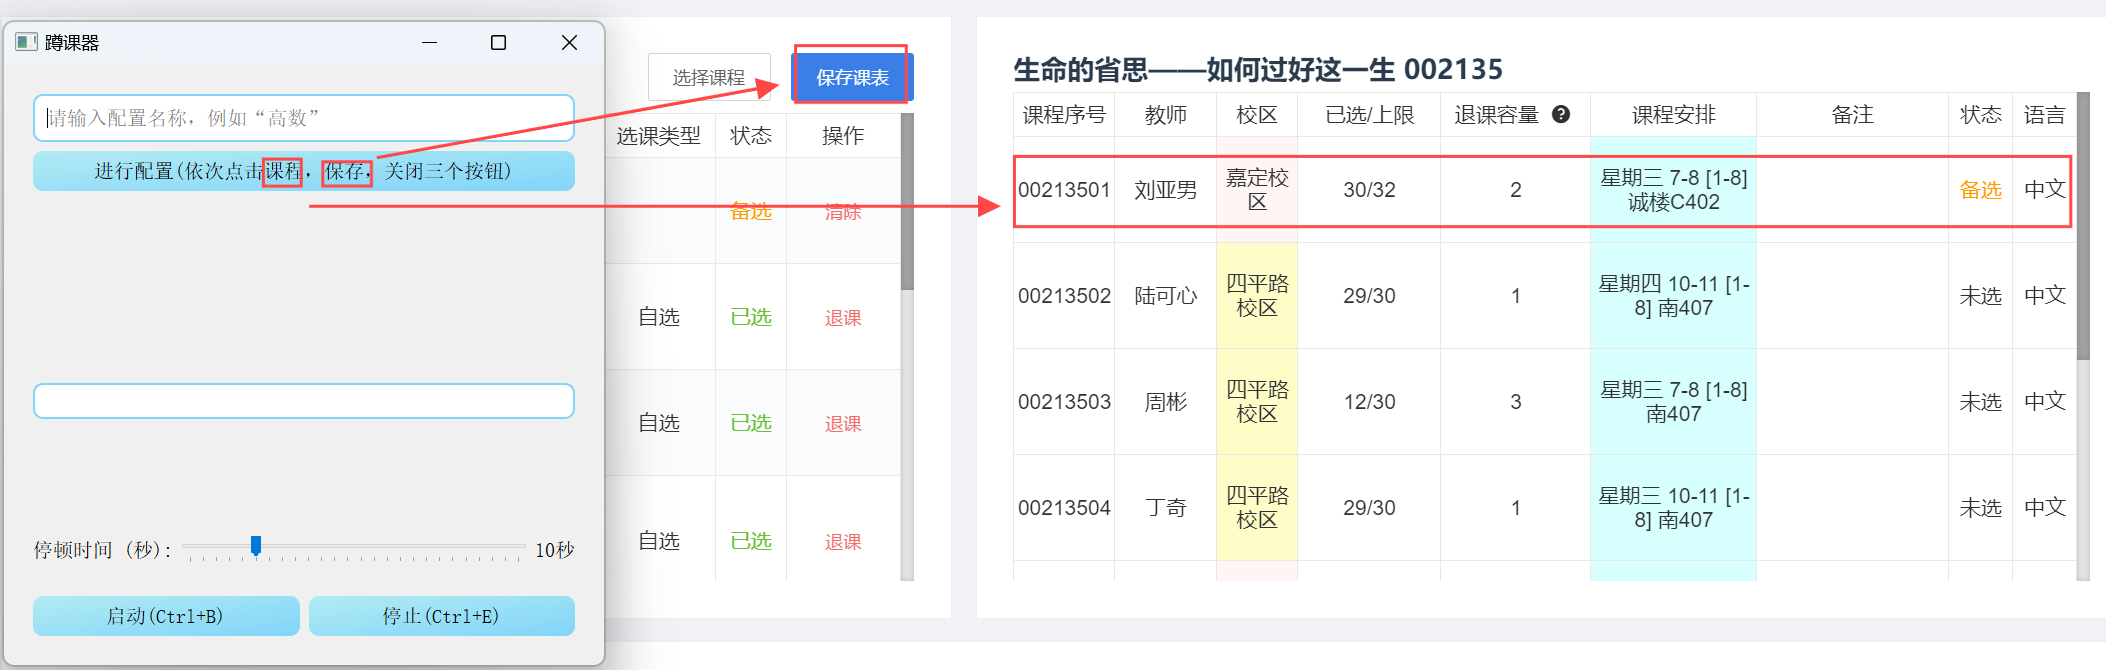 蹲课器
请输入配置名称，例如“高数”
进行配置(依次点击课程，保存，关闭三个按钮)
停顿时间（秒）：
10秒
启动(Ctrl+B)
停止(Ctrl+E)
选择课程
保存课表
选课类型 状态 操作
备选 清除
自选 已选 退课
自选 已选 退课
自选 已选 退课
生命的省思——如何过好这一生 002135
课程序号 教师 校区 已选/上限 退课容量 ? 课程安排 备注 状态 语言
00213501 刘亚男 嘉定校区 30/32 2 星期三 7-8 [1-8] 诚楼C402 备选 中文
00213502 陆可心 四平路校区 29/30 1 星期四 10-11 [1-8] 南407 未选 中文
00213503 周彬 四平路校区 12/30 3 星期三 7-8 [1-8] 南407 未选 中文
00213504 丁奇 四平路校区 29/30 1 星期三 10-11 [1-8] 南407 未选 中文